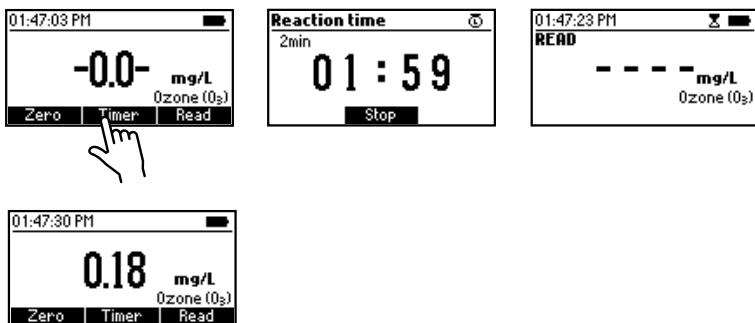 01:47:03 PM
-0.0- mg/L
Ozone (O₃)
Zero Timer Read
Reaction time
2min
01:59
Stop
01:47:23 PM
READ
---- mg/L
Ozone (O₃)
01:47:30 PM
0.18 mg/L
Ozone (O₃)
Zero Timer Read